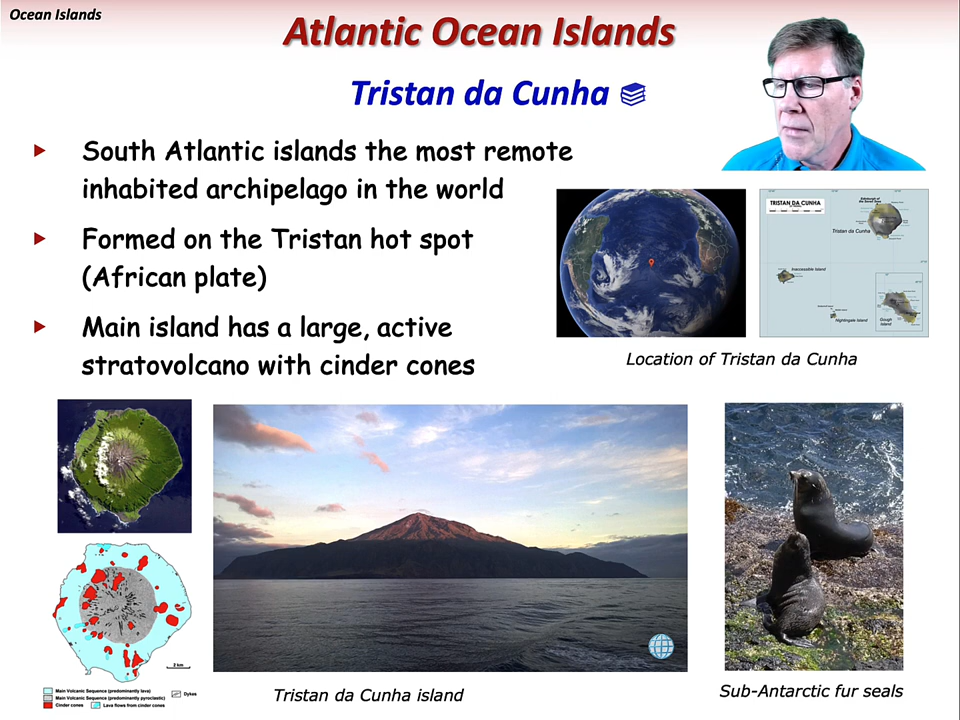 Ocean Islands
Atlantic Ocean Islands
Tristan da Cunha
South Atlantic islands the most remote
inhabited archipelago in the world
Formed on the Tristan hot spot
(African plate)
Main island has a large, active
stratovolcano with cinder cones
TRISTAN DA CUNHA
Tristan da Cunha
Inaccessible Island
Nightingale Island
Gough
Island
Location of Tristan da Cunha
2 km
Main Volcanic Sequence (predominantly lava)
Main Volcanic Sequence (predominantly pyroclastic)
Cinder cones
Lava flows from cinder cones
Dykes
Tristan da Cunha island
Sub-Antarctic fur seals